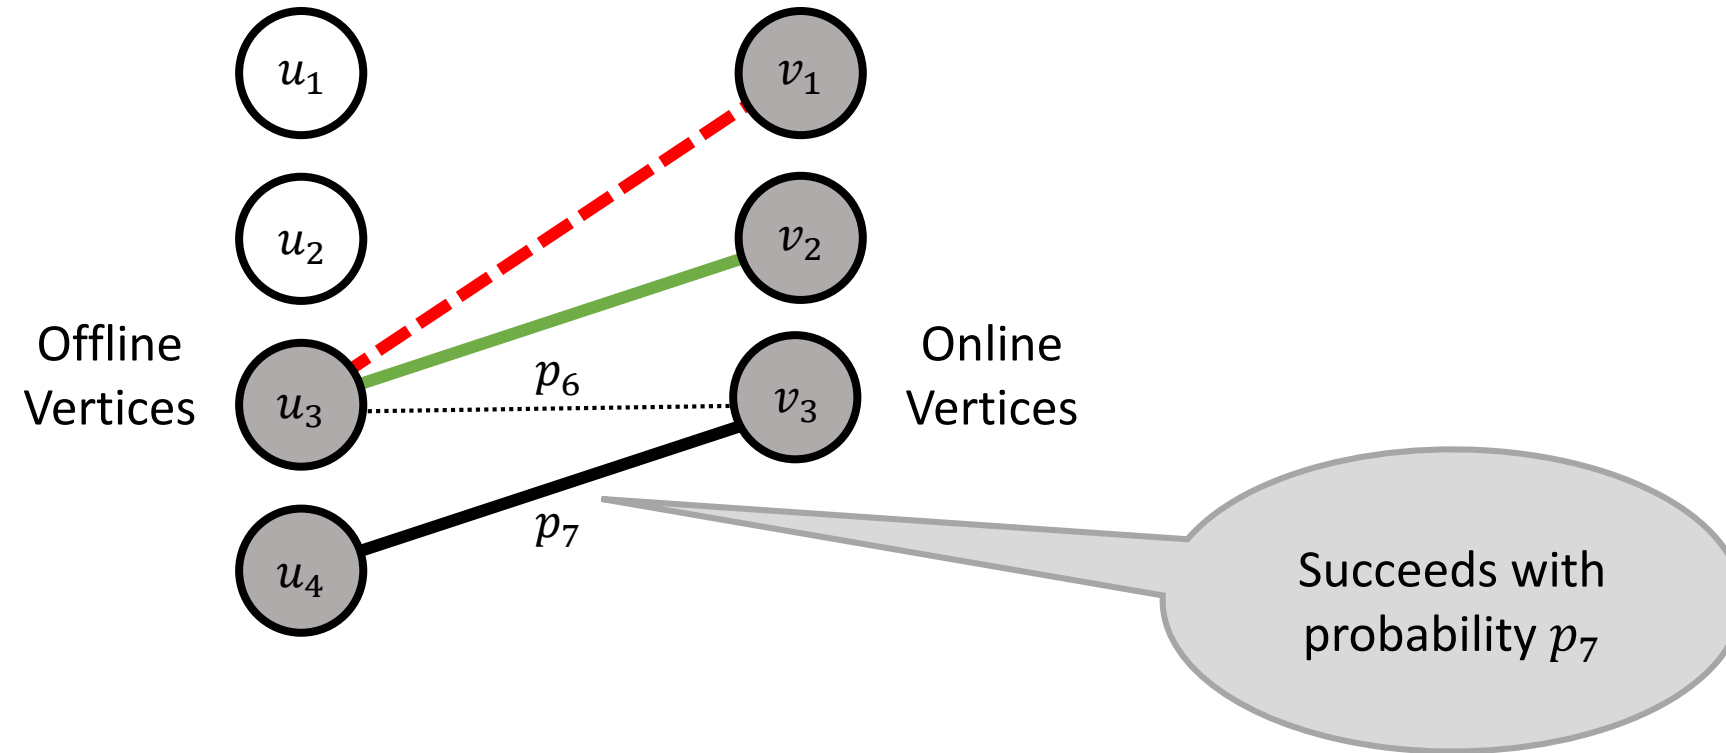 u₁
v₁
u₂
v₂
Offline
Vertices
Online
Vertices
p₆
u₃
v₃
p₇
u₄
Succeeds with
probability p₇